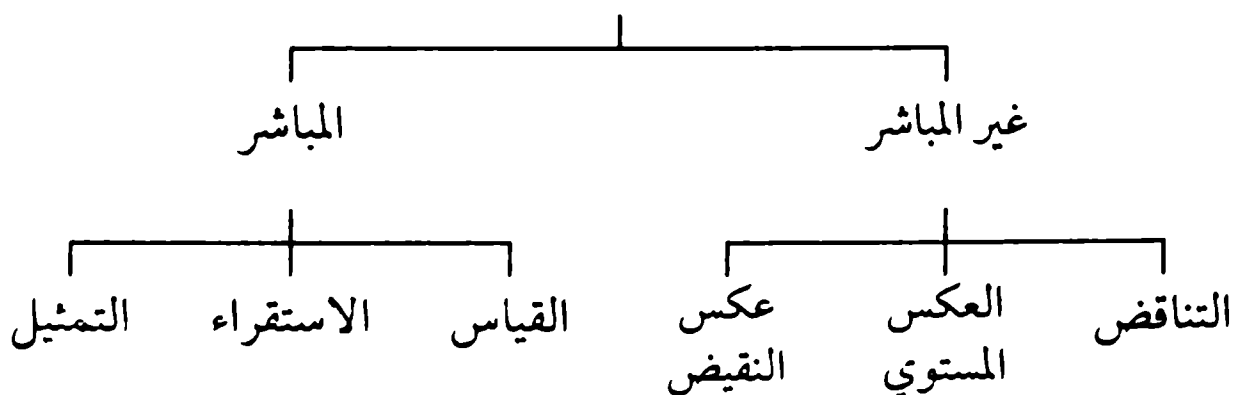 غير المباشر
المباشر
التناقض
العكس
المستوي
عكس
النقيض
القياس
الاستقراء
التمثيل